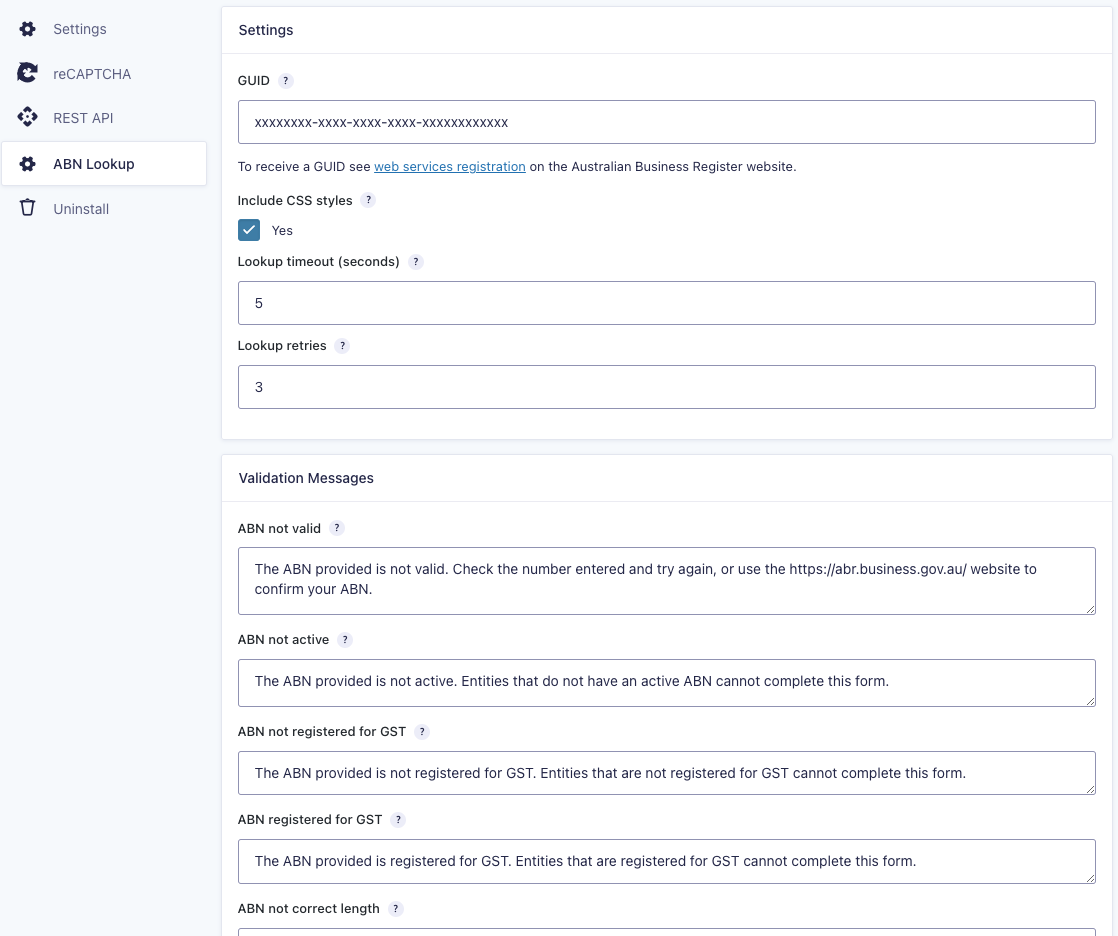 Settings
reCAPTCHA
REST API
ABN Lookup
Uninstall
Settings
GUID ?
xxxxxxxx-xxxx-xxxx-xxxx-xxxxxxxxxxxx
To receive a GUID see web services registration on the Australian Business Register website.
Include CSS styles ?
Yes
Lookup timeout (seconds) ?
5
Lookup retries ?
3
Validation Messages
ABN not valid ?
The ABN provided is not valid. Check the number entered and try again, or use the https://abr.business.gov.au/ website to
confirm your ABN.
ABN not active ?
The ABN provided is not active. Entities that do not have an active ABN cannot complete this form.
ABN not registered for GST ?
The ABN provided is not registered for GST. Entities that are not registered for GST cannot complete this form.
ABN registered for GST ?
The ABN provided is registered for GST. Entities that are registered for GST cannot complete this form.
ABN not correct length ?